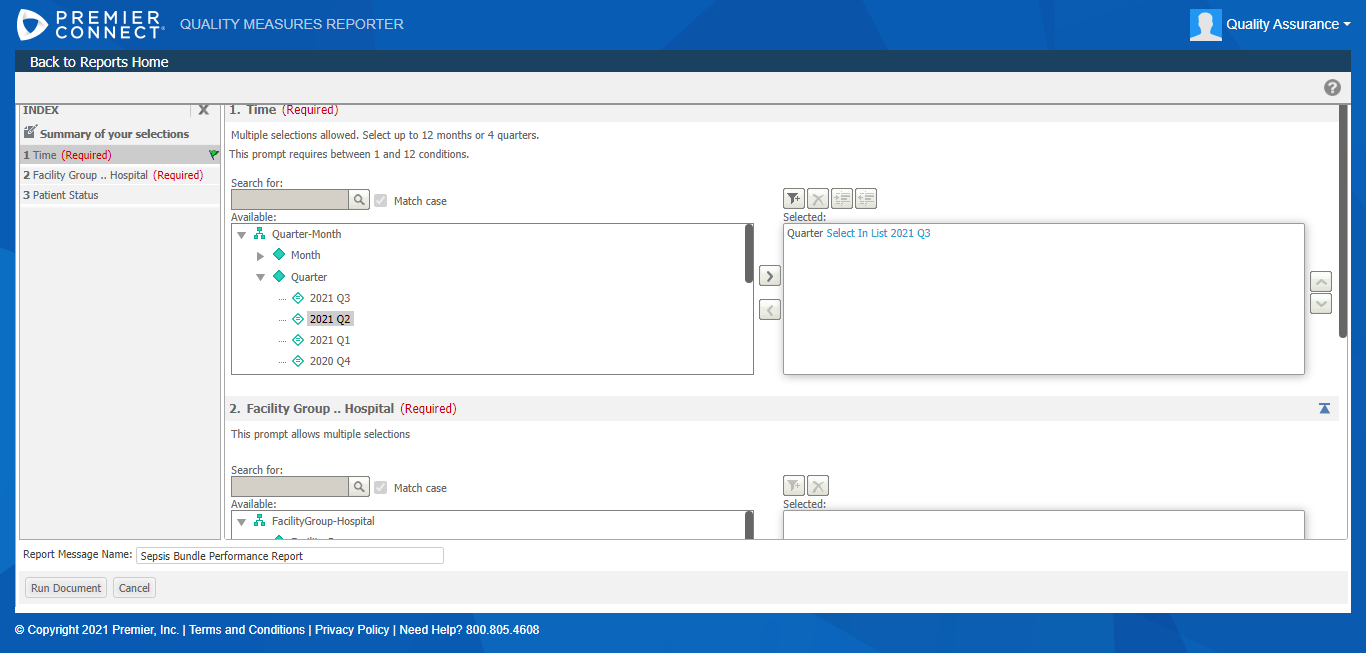 PREMIER
CONNECT
QUALITY MEASURES REPORTER
Quality Assurance
Back to Reports Home
INDEX
X
Summary of your selections
1 Time (Required)
2 Facility Group .. Hospital (Required)
3 Patient Status
1. Time (Required)
Multiple selections allowed. Select up to 12 months or 4 quarters.
This prompt requires between 1 and 12 conditions.
Search for:
Match case
Available:
Quarter-Month
Month
Quarter
2021 Q3
2021 Q2
2021 Q1
2020 Q4
Selected:
Quarter Select In List 2021 Q3
2. Facility Group .. Hospital (Required)
This prompt allows multiple selections
Search for:
Match case
Available:
FacilityGroup-Hospital
Selected:
Report Message Name: Sepsis Bundle Performance Report
Run Document Cancel
© Copyright 2021 Premier, Inc. | Terms and Conditions | Privacy Policy | Need Help? 800.805.4608